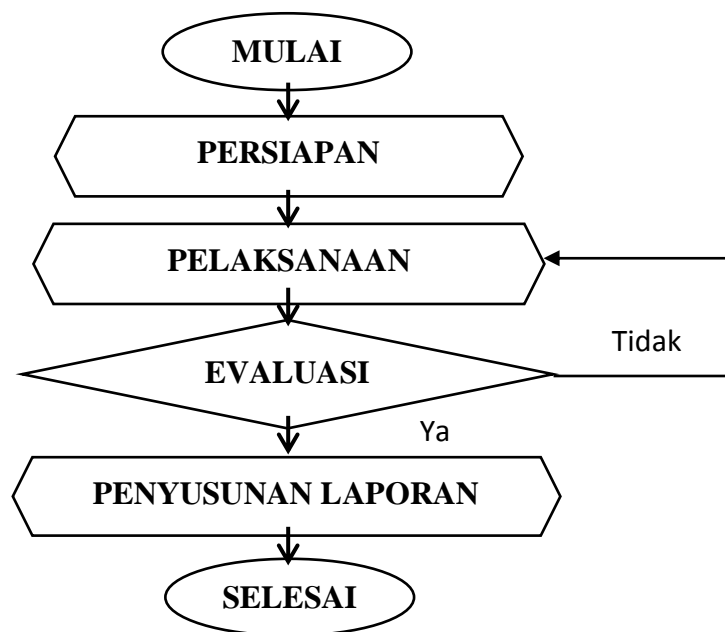 MULAI
PERSIAPAN
PELAKSANAAN
Tidak
EVALUASI
Ya
PENYUSUNAN LAPORAN
SELESAI